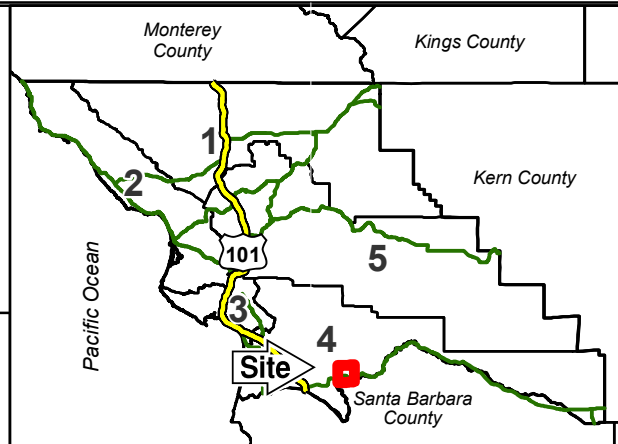 Monterey
County
Kings County
1
2
Kern County
101
5
Pacific Ocean
3
4
Site
Santa Barbara
County